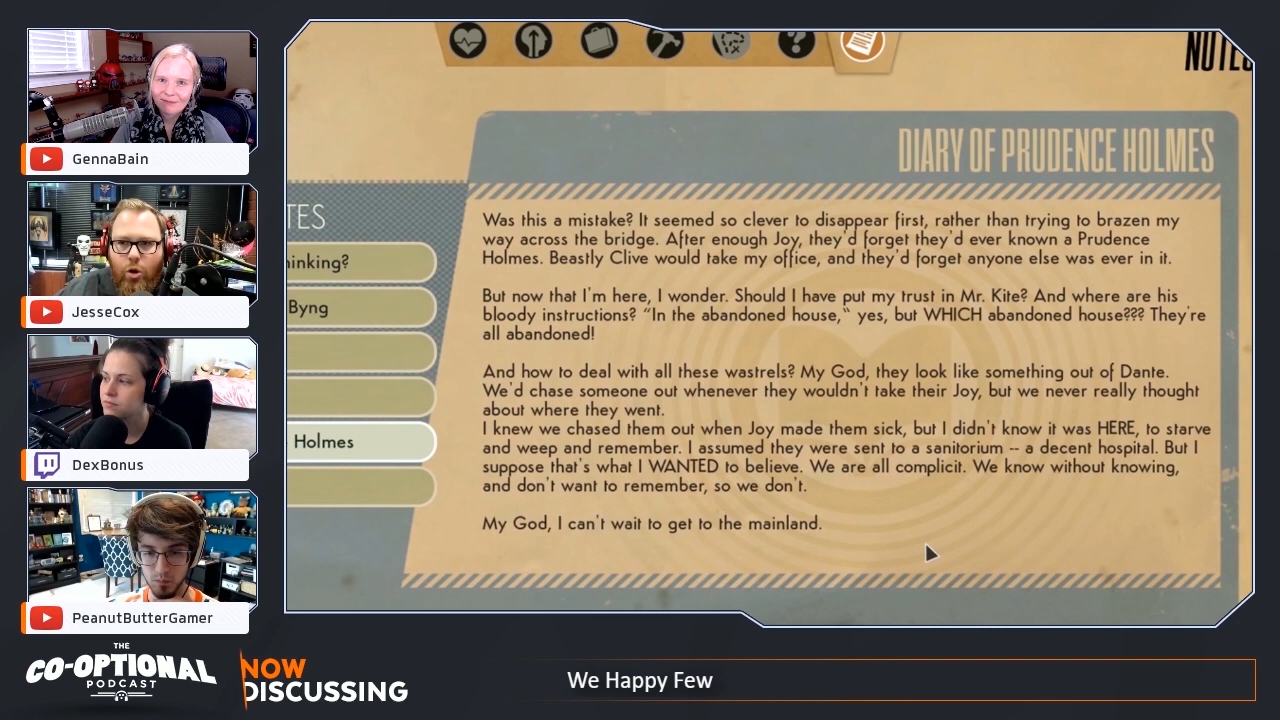 GennaBain
JesseCox
DexBonus
PeanutButterGamer
THE
CO-OPTIONAL
PODCAST
NOTES
DIARY OF PRUDENCE HOLMES
TES
hinking?
Byng
Holmes
Was this a mistake? It seemed so clever to disappear first, rather than trying to brazen my
way across the bridge. After enough Joy, they'd forget they'd ever known a Prudence
Holmes. Beastly Clive would take my office, and they'd forget anyone else was ever in it.
But now that I'm here, I wonder. Should I have put my trust in Mr. Kite? And where are his
bloody instructions? "In the abandoned house," yes, but WHICH abandoned house??? They're
all abandoned!
And how to deal with all these wastrels? My God, they look like something out of Dante.
We'd chase someone out whenever they wouldn't take their Joy, but we never really thought
about where they went.
I knew we chased them out when Joy made them sick, but I didn't know it was HERE, to starve
and weep and remember. I assumed they were sent to a sanitorium -- a decent hospital. But I
suppose that's what I WANTED to believe. We are all complicit. We know without knowing,
and don't want to remember, so we don't.
My God, I can't wait to get to the mainland.
NOW
DISCUSSING
We Happy Few